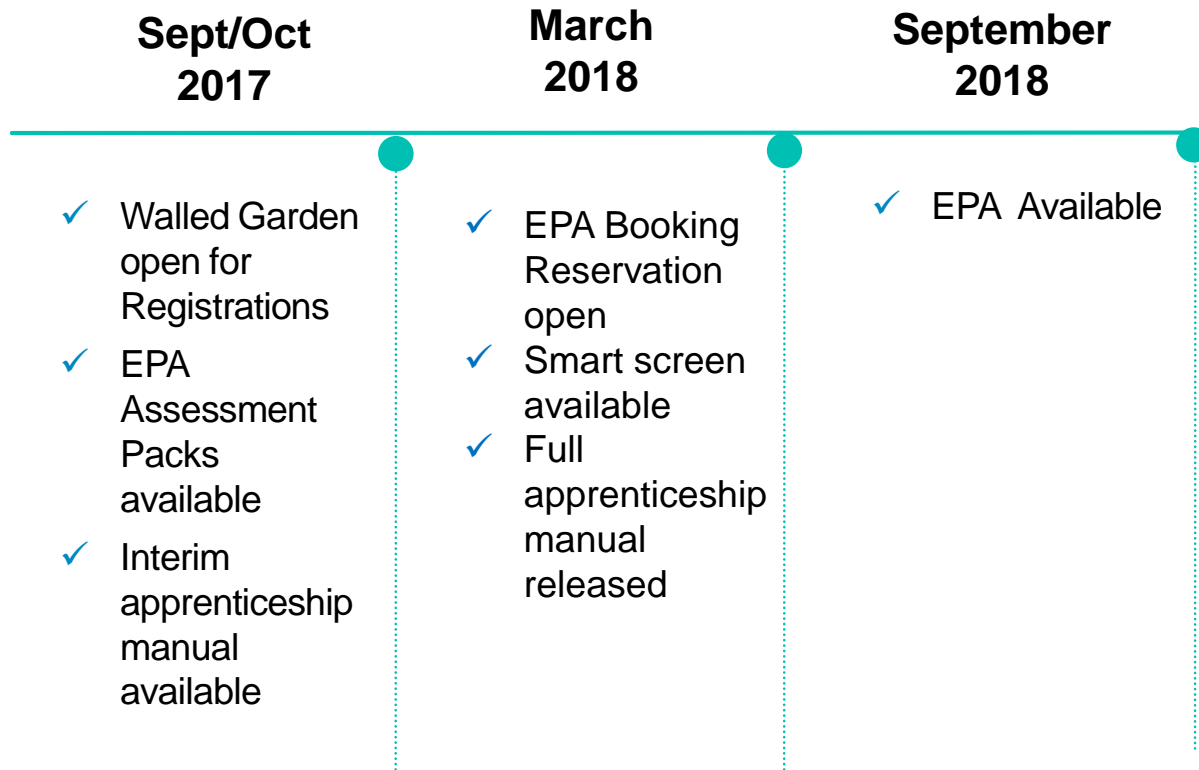 Sept/Oct
2017
Walled Garden
open for
Registrations
EPA
Assessment
Packs
available
Interim
apprenticeship
manual
available
March
2018
EPA Booking
Reservation
open
Smart screen
available
Full
apprenticeship
manual
released
September
2018
EPA Available